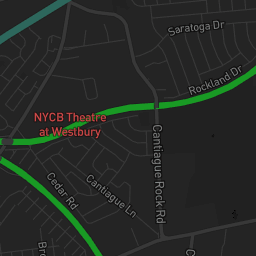 Saratoga Dr
Rockland Dr
NYCB Theatre
at Westbury
Cantiague Rock Rd
Cantiague Ln
Cedar Rd